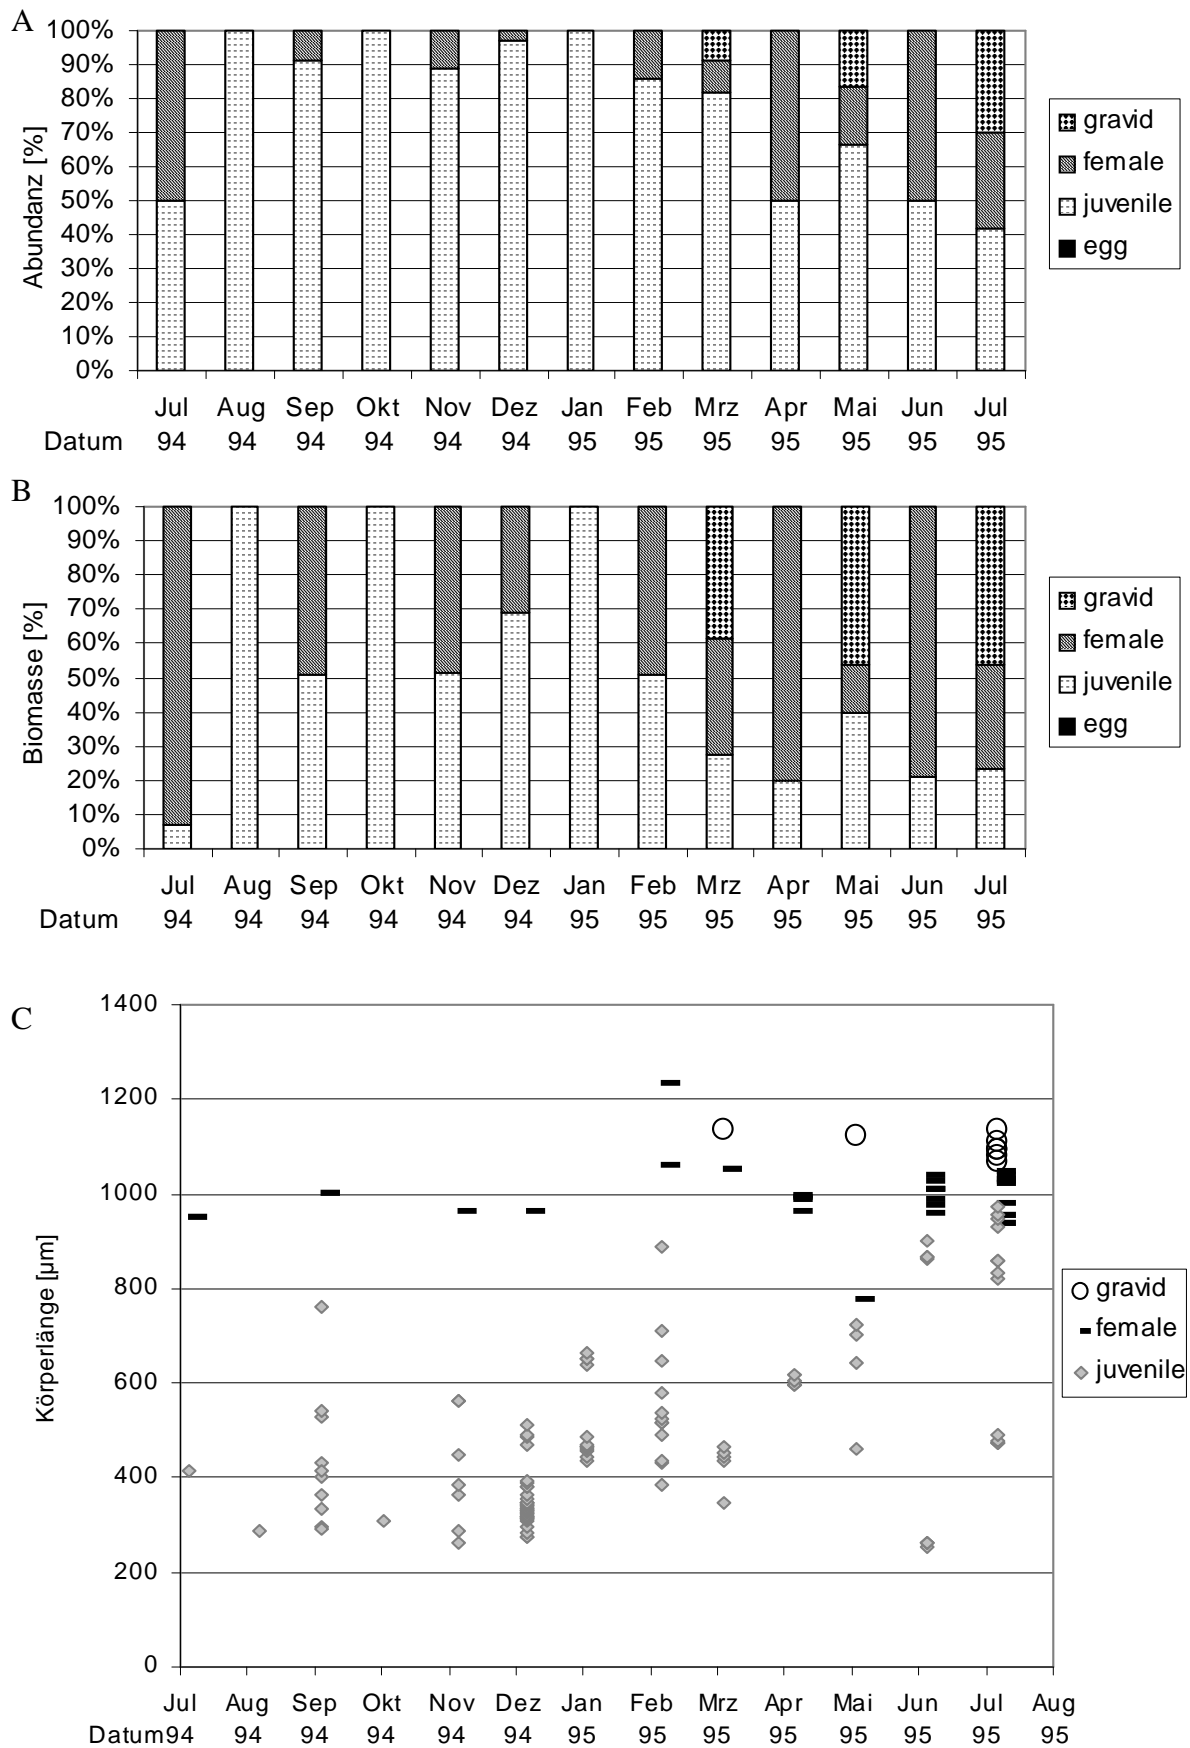 A
100%
90%
80%
70%
60%
50%
40%
30%
20%
10%
0%
Abundanz [%]
gravid
female
juvenile
egg
Jul Aug Sep Okt Nov Dez Jan Feb Mrz Apr Mai Jun Jul
Datum 94 94 94 94 94 94 95 95 95 95 95 95 95
B
100%
90%
80%
70%
60%
50%
40%
30%
20%
10%
0%
Biomasse [%]
gravid
female
juvenile
egg
Jul Aug Sep Okt Nov Dez Jan Feb Mrz Apr Mai Jun Jul
Datum 94 94 94 94 94 94 95 95 95 95 95 95 95
C
1400
1200
1000
800
600
400
200
0
Körperlänge [µm]
gravid
female
juvenile
Jul Aug Sep Okt Nov Dez Jan Feb Mrz Apr Mai Jun Jul Aug
Datum94 94 94 94 94 94 95 95 95 95 95 95 95 95